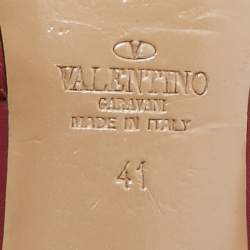 V
VALENTINO
GARAVANI
MADE IN ITALY
41